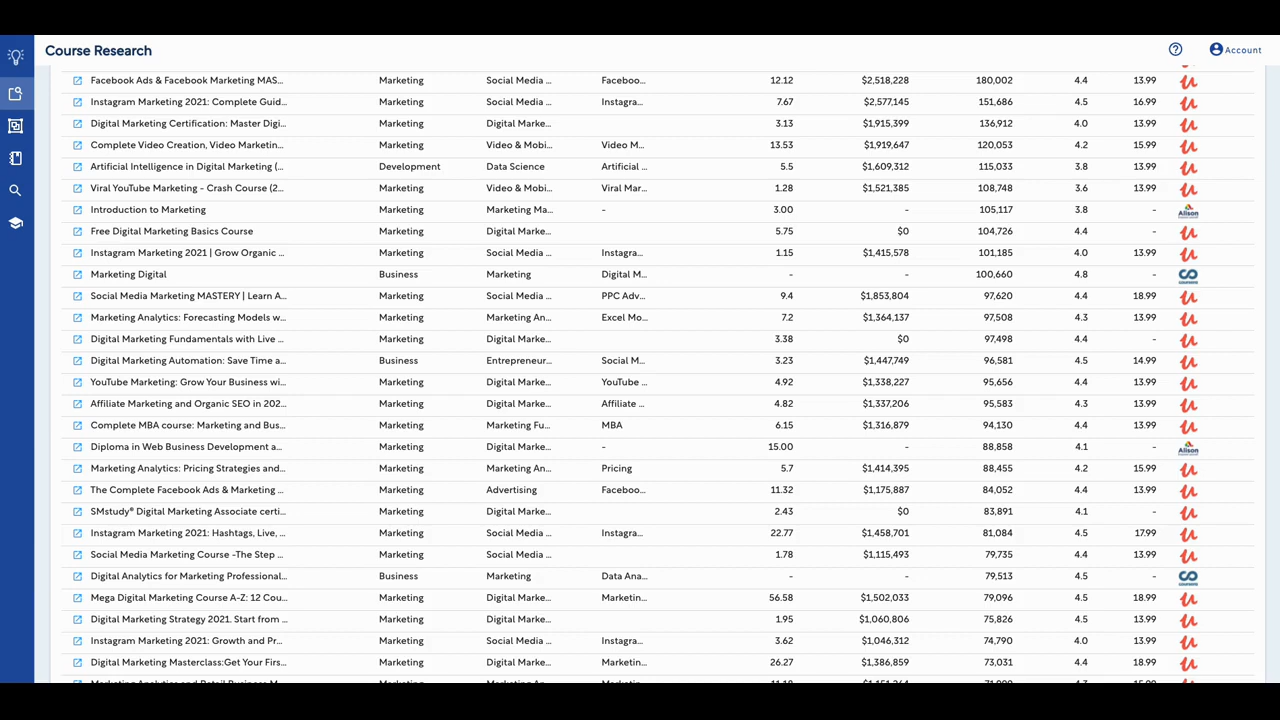 Course Research
Account
Facebook Ads & Facebook Marketing MAS... Marketing Social Media ... Faceboo... 12.12 $2,518,228 180,002 4.4 13.99
Instagram Marketing 2021: Complete Guid... Marketing Social Media ... Instagra... 7.67 $2,577,145 151,686 4.5 16.99
Digital Marketing Certification: Master Digi... Marketing Digital Marke... 3.13 $1,915,399 136,912 4.0 13.99
Complete Video Creation, Video Marketin... Marketing Video & Mobi... Video M... 13.53 $1,919,647 120,053 4.2 15.99
Artificial Intelligence in Digital Marketing (... Development Data Science Artificial ... 5.5 $1,609,312 115,033 3.8 13.99
Viral YouTube Marketing - Crash Course (2... Marketing Video & Mobi... Viral Mar... 1.28 $1,521,385 108,748 3.6 13.99
Introduction to Marketing Marketing Marketing Ma... - 3.00 - 105,117 3.8 - Alison
Free Digital Marketing Basics Course Marketing Digital Marke... 5.75 $0 104,726 4.4 -
Instagram Marketing 2021 | Grow Organic ... Marketing Social Media ... Instagra... 1.15 $1,415,578 101,185 4.0 13.99
Marketing Digital Business Marketing Digital M... - - 100,660 4.8 -
Social Media Marketing MASTERY | Learn A... Marketing Social Media ... PPC Adv... 9.4 $1,853,804 97,620 4.4 18.99
Marketing Analytics: Forecasting Models w... Marketing Marketing An... Excel Mo... 7.2 $1,364,137 97,508 4.3 13.99
Digital Marketing Fundamentals with Live ... Marketing Digital Marke... 3.38 $0 97,498 4.4 -
Digital Marketing Automation: Save Time a... Business Entrepreneur... Social M... 3.23 $1,447,749 96,581 4.5 14.99
YouTube Marketing: Grow Your Business wi... Marketing Digital Marke... YouTube ... 4.92 $1,338,227 95,656 4.4 13.99
Affiliate Marketing and Organic SEO in 202... Marketing Digital Marke... Affiliate ... 4.82 $1,337,206 95,583 4.3 13.99
Complete MBA course: Marketing and Bus... Marketing Marketing Fu... MBA 6.15 $1,316,879 94,130 4.4 13.99
Diploma in Web Business Development a... Marketing Digital Marke... - 15.00 - 88,858 4.1 - Alison
Marketing Analytics: Pricing Strategies and... Marketing Marketing An... Pricing 5.7 $1,414,395 88,455 4.2 15.99
The Complete Facebook Ads & Marketing ... Marketing Advertising Faceboo... 11.32 $1,175,887 84,052 4.4 13.99
SMstudy® Digital Marketing Associate certi... Marketing Digital Marke... 2.43 $0 83,891 4.1 -
Instagram Marketing 2021: Hashtags, Live, ... Marketing Social Media ... Instagra... 22.77 $1,458,701 81,084 4.5 17.99
Social Media Marketing Course -The Step ... Marketing Social Media ... 1.78 $1,115,493 79,735 4.4 13.99
Digital Analytics for Marketing Professional... Business Marketing Data Ana... - - 79,513 4.5 -
Mega Digital Marketing Course A-Z: 12 Cou... Marketing Digital Marke... Marketin... 56.58 $1,502,033 79,096 4.5 18.99
Digital Marketing Strategy 2021. Start from ... Marketing Digital Marke... 1.95 $1,060,806 75,826 4.5 13.99
Instagram Marketing 2021: Growth and Pr... Marketing Social Media ... Instagra... 3.62 $1,046,312 74,790 4.0 13.99
Digital Marketing Masterclass:Get Your Firs... Marketing Digital Marke... Marketin... 26.27 $1,386,859 73,031 4.4 18.99